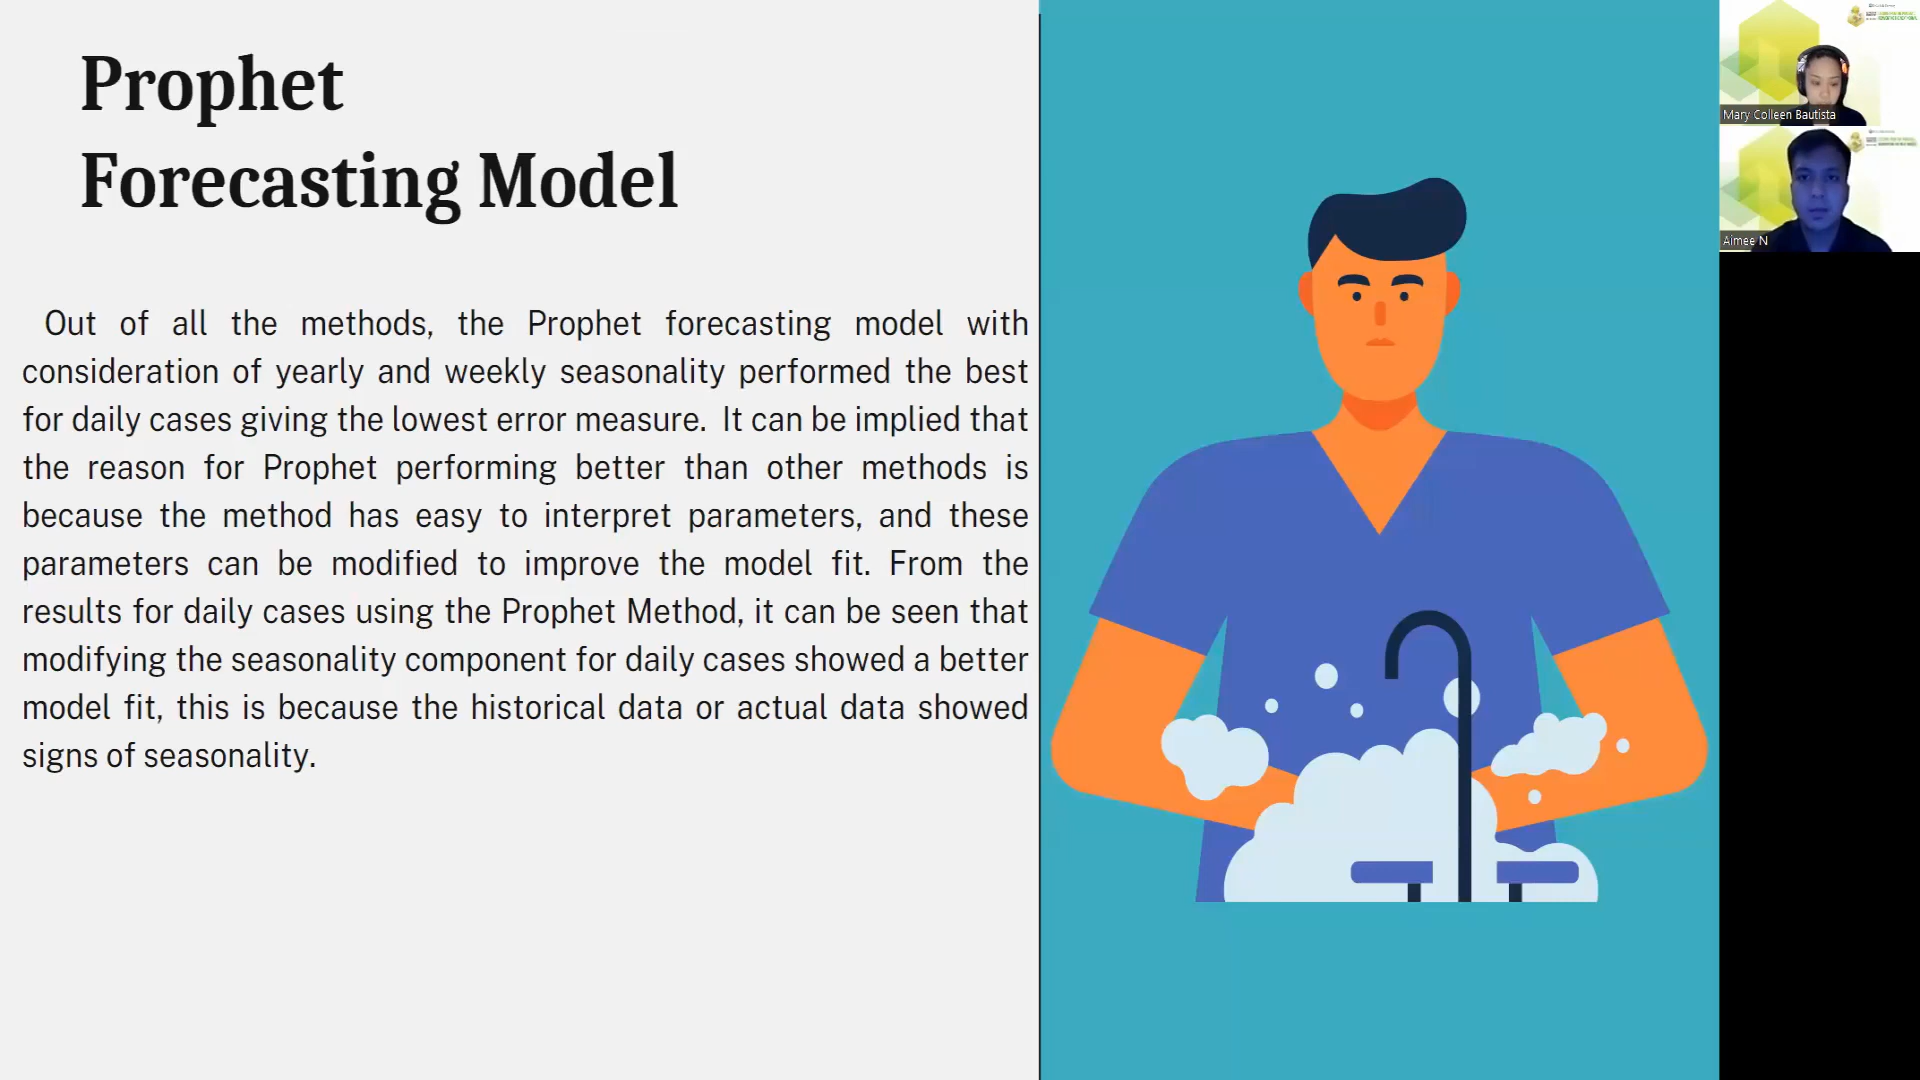 Prophet
Forecasting Model
Out of all the methods, the Prophet forecasting model with
consideration of yearly and weekly seasonality performed the best
for daily cases giving the lowest error measure. It can be implied that
the reason for Prophet performing better than other methods is
because the method has easy to interpret parameters, and these
parameters can be modified to improve the model fit. From the
results for daily cases using the Prophet Method, it can be seen that
modifying the seasonality component for daily cases showed a better
model fit, this is because the historical data or actual data showed
signs of seasonality.
Mary Colleen Bautista
Aimee N